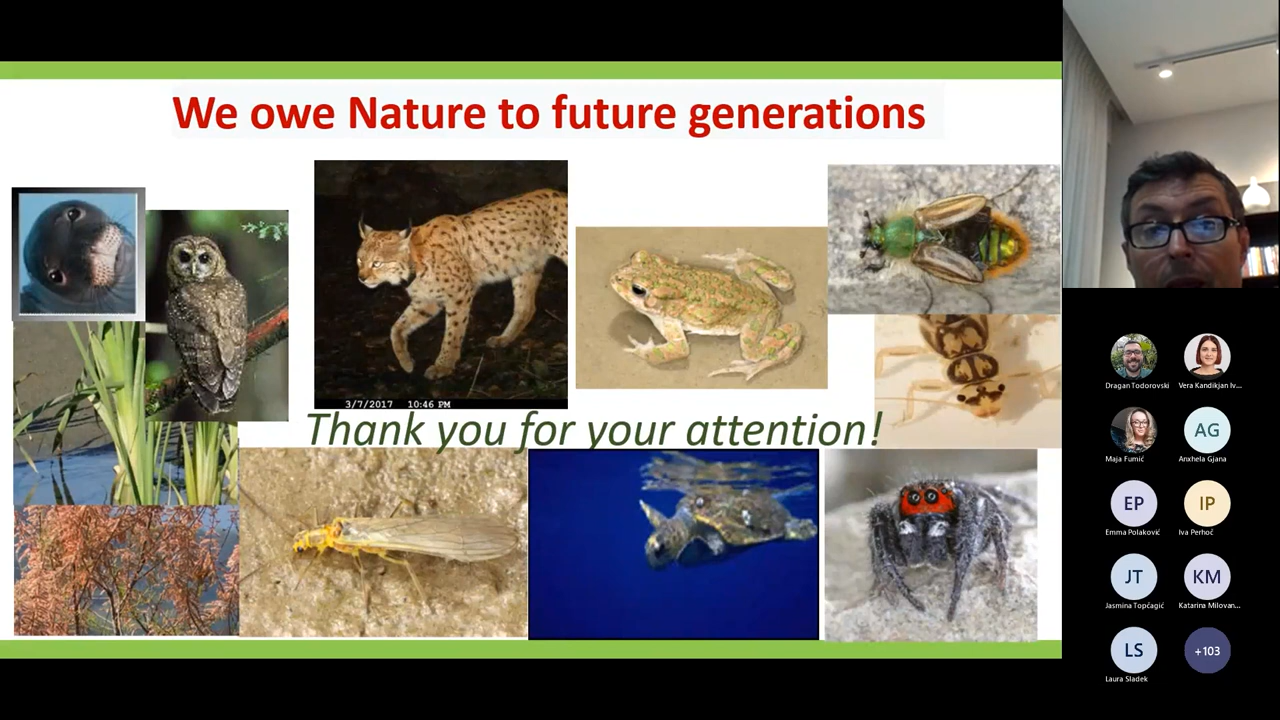 We owe Nature to future generations
3/7/2017 10:46 PM
Thank you for your attention!
Dragan Todorovski
Vera Kandikjan Iv...
Maja Fumić
AG
Anxhela Gjana
EP
Emma Polaković
IP
Iva Perhoč
JT
Jasmina Topčagić
KM
Katarina Milovan...
LS
Laura Sladek
+103